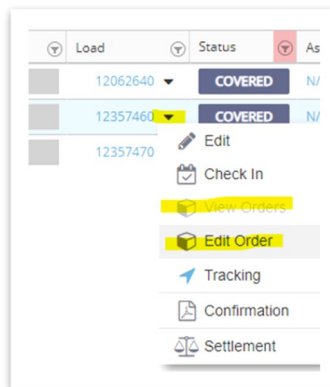 Load Status As
12062640 COVERED N/
12357460 COVERED N/
12357470
Edit
Check In
View Orders
Edit Order
Tracking
Confirmation
Settlement